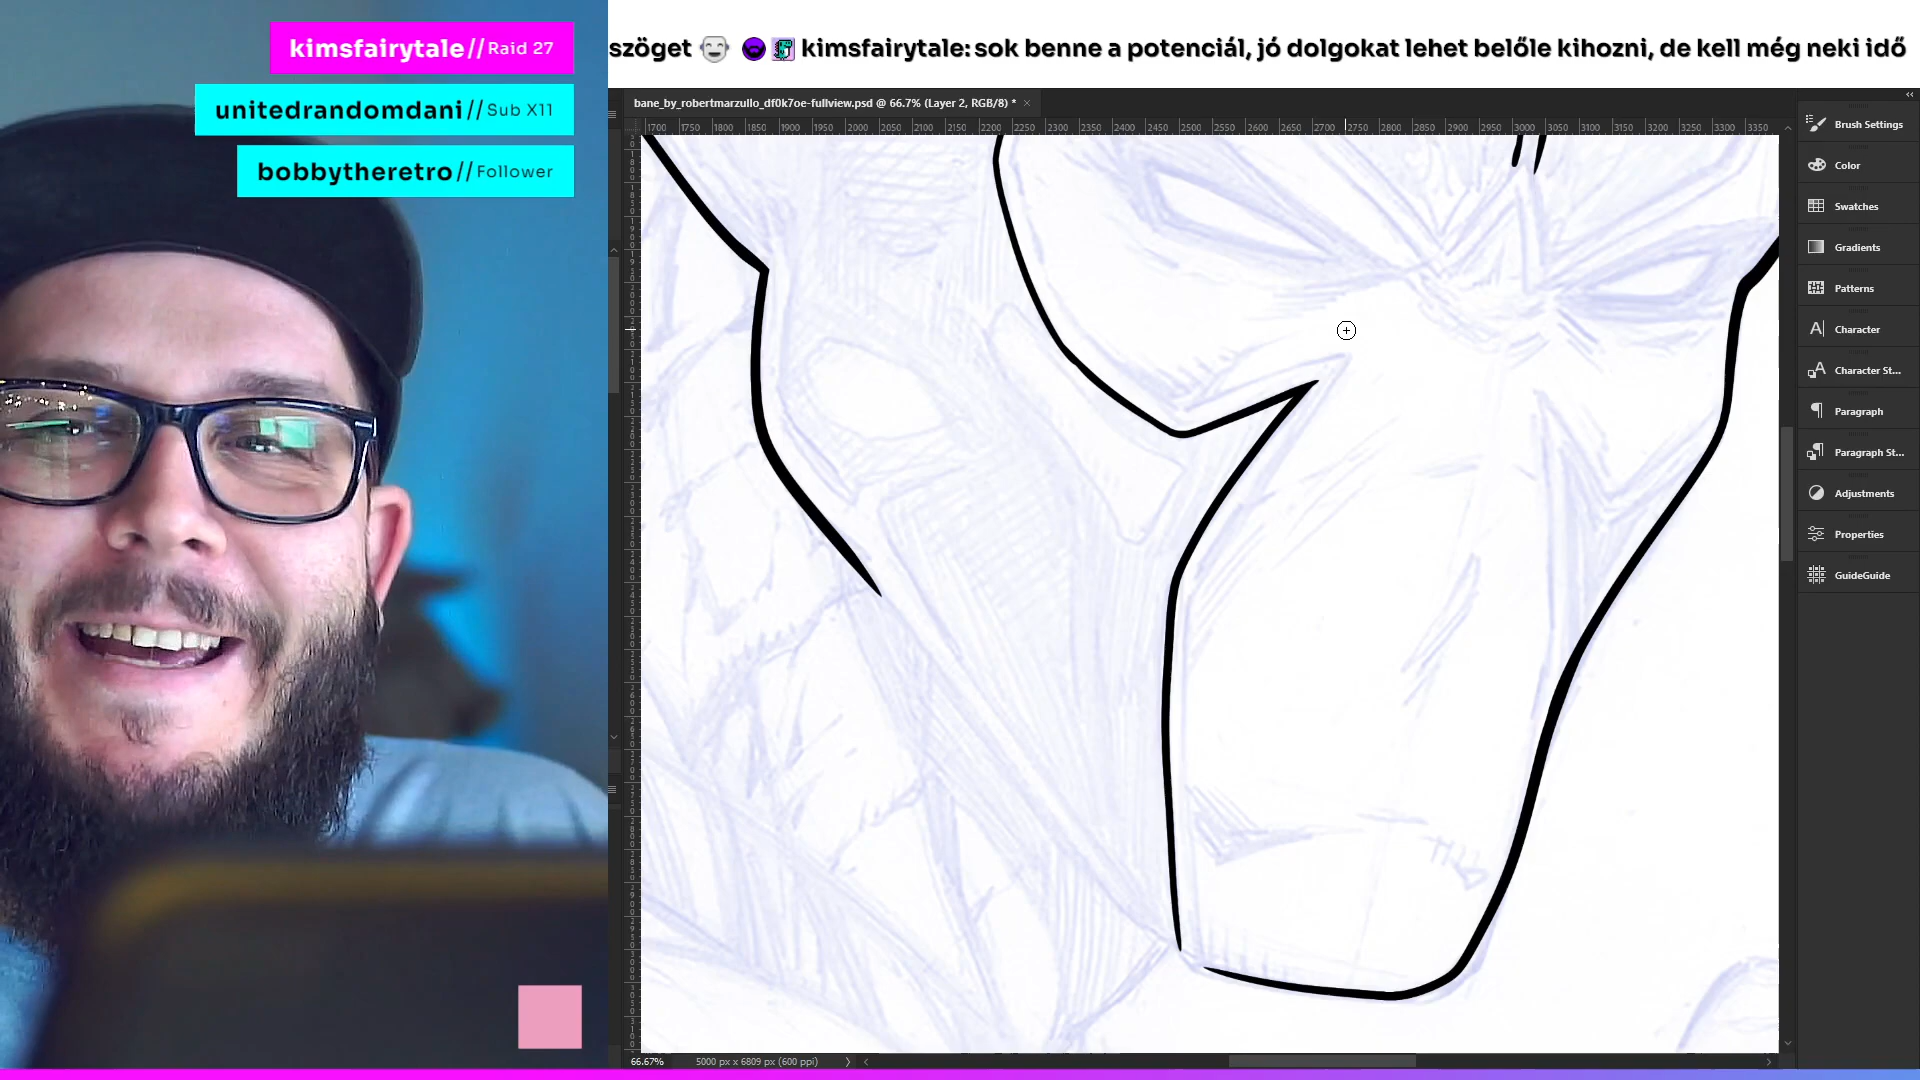 kimsfairytale//Raid 27
unitedrandomdani//Sub X11
bobbytheretro//Follower
szöget kimsfairytale: sok benne a potenciál, jó dolgokat lehet belőle kihozni, de kell még neki idő
bane_by_robertmarzullo_df0k7oe-fullview.psd @ 66.7% (Layer 2, RGB/8) *
1700 1750 1800 1850 1900 1950 2000 2050 2100 2150 2200 2250 2300 2350 2400 2450 2500 2550 2600 2650 2700 2750 2800 2850 2900 2950 3000 3050 3100 3150 3200 3250 3300 3350
Brush Settings
Color
Swatches
Gradients
Patterns
Character
Character St...
Paragraph
Paragraph St...
Adjustments
Properties
GuideGuide
66.67%
5000 px x 6809 px (600 ppi)